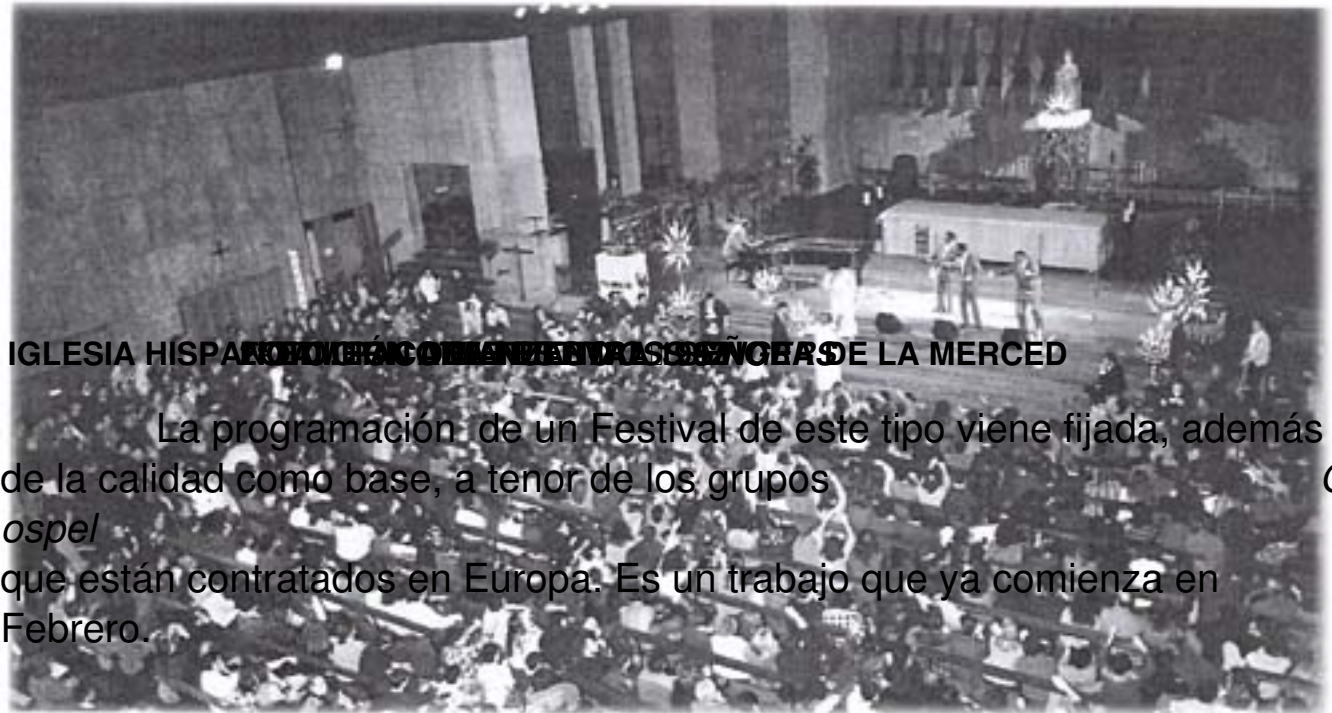 IGLESIA HISP DE LA MERCED
La programación de un Festival de este tipo viene fijada, además
de la calidad como base, a tenor de los grupos G
ospel
que están contratados en Europa. Es un trabajo que ya comienza en
Febrero.